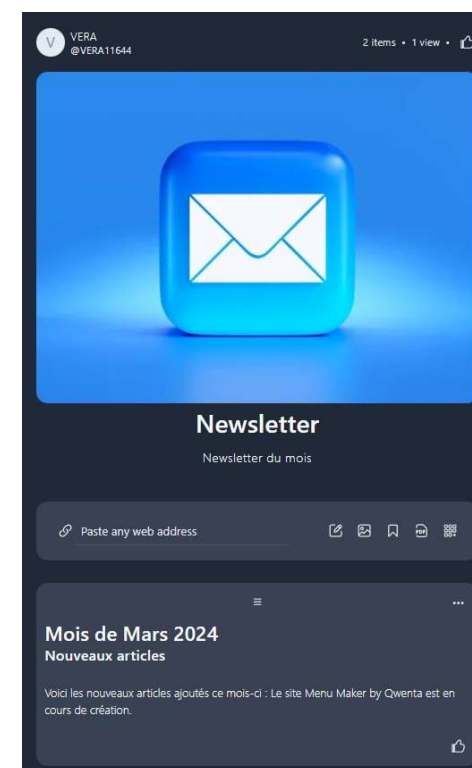 V
VERA
@VERA11644
2 items • 1 view •
Newsletter
Newsletter du mois
Paste any web address
PDF
Mois de Mars 2024
Nouveaux articles
Voici les nouveaux articles ajoutés ce mois-ci : Le site Menu Maker by Qwenta est en
cours de création.